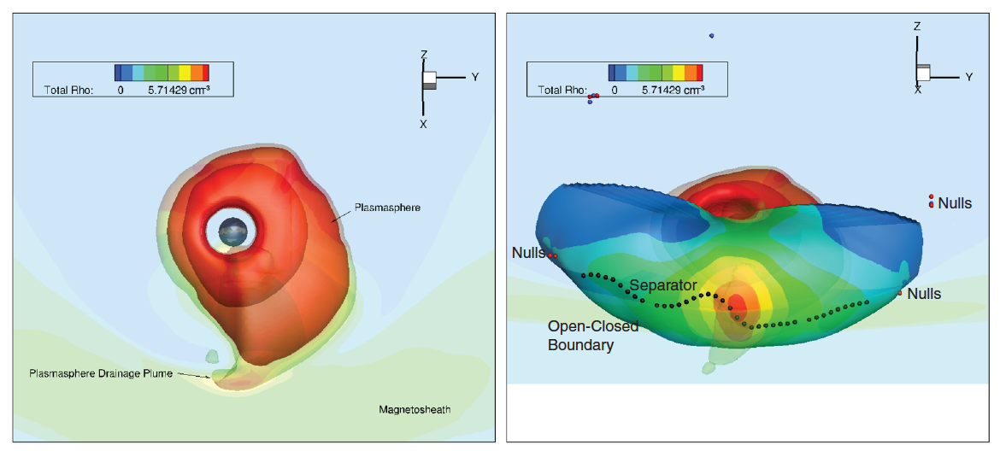 Z
Y
X
Total Rho: 0 5.71429 cm⁻³
Plasmasphere
Plasmasphere Drainage Plume
Magnetosheath
Z
Y
X
Total Rho: 0 5.71429 cm⁻³
Nulls
Nulls
Separator
Nulls
Open-Closed
Boundary